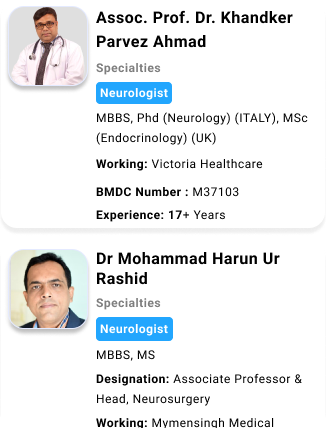 Assoc. Prof. Dr. Khandker
Parvez Ahmad
Specialties
Neurologist
MBBS, Phd (Neurology) (ITALY), MSc
(Endocrinology) (UK)
Working: Victoria Healthcare
BMDC Number : M37103
Experience: 17+ Years
Dr Mohammad Harun Ur
Rashid
Specialties
Neurologist
MBBS, MS
Designation: Associate Professor &
Head, Neurosurgery
Working: Mymensingh Medical